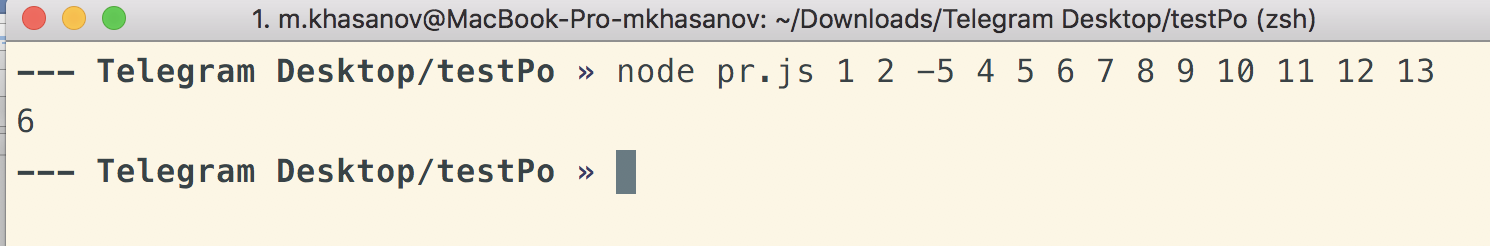 1. m.khasanov@MacBook-Pro-mkhasanov: ~/Downloads/Telegram Desktop/testPo (zsh)
--- Telegram Desktop/testPo » node pr.js 1 2 -5 4 5 6 7 8 9 10 11 12 13
6
--- Telegram Desktop/testPo »